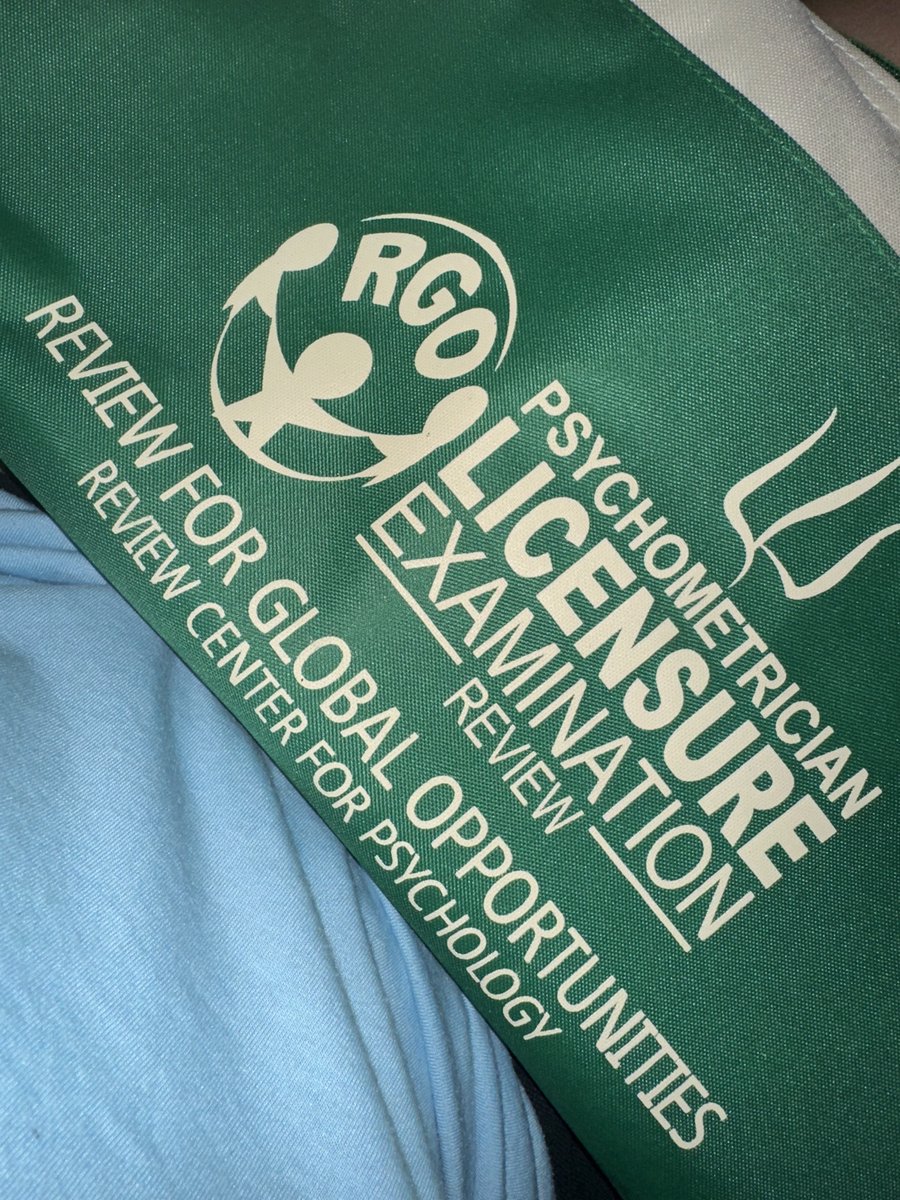 RGO
PSYCHOMETRICIAN
LICENSURE
EXAMINATION
REVIEW
REVIEW FOR GLOBAL OPPORTUNITIES
REVIEW CENTER FOR PSYCHOLOGY